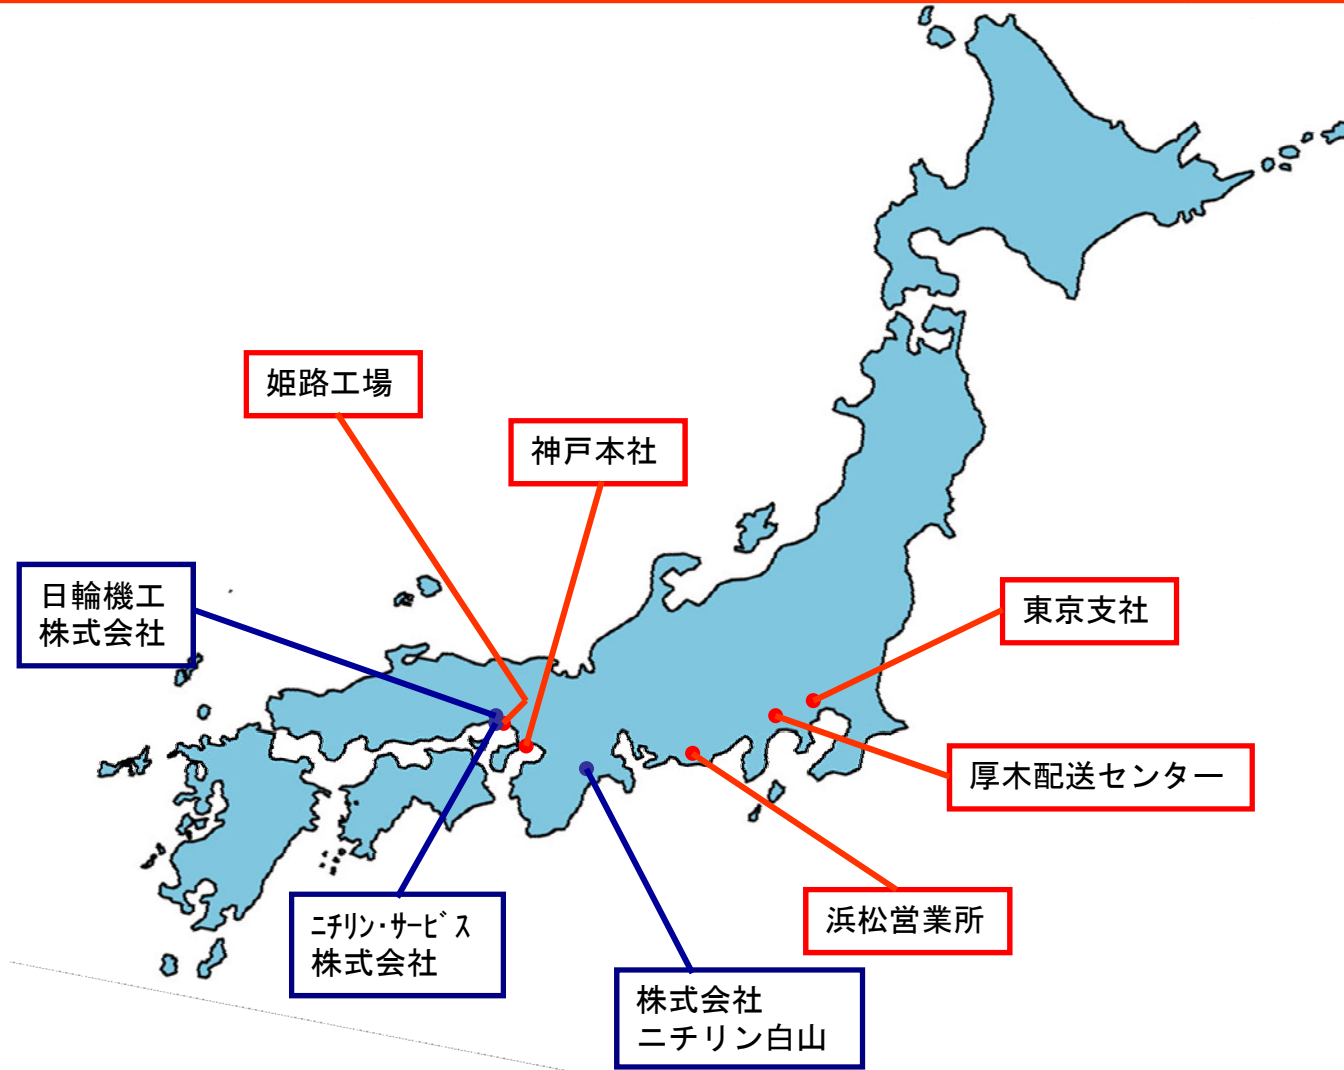 姫路工場
神戸本社
日輪機工
株式会社
東京支社
厚木配送センター
ﾆﾁﾘﾝ･ｻｰﾋﾞｽ
株式会社
浜松営業所
株式会社
ニチリン白山